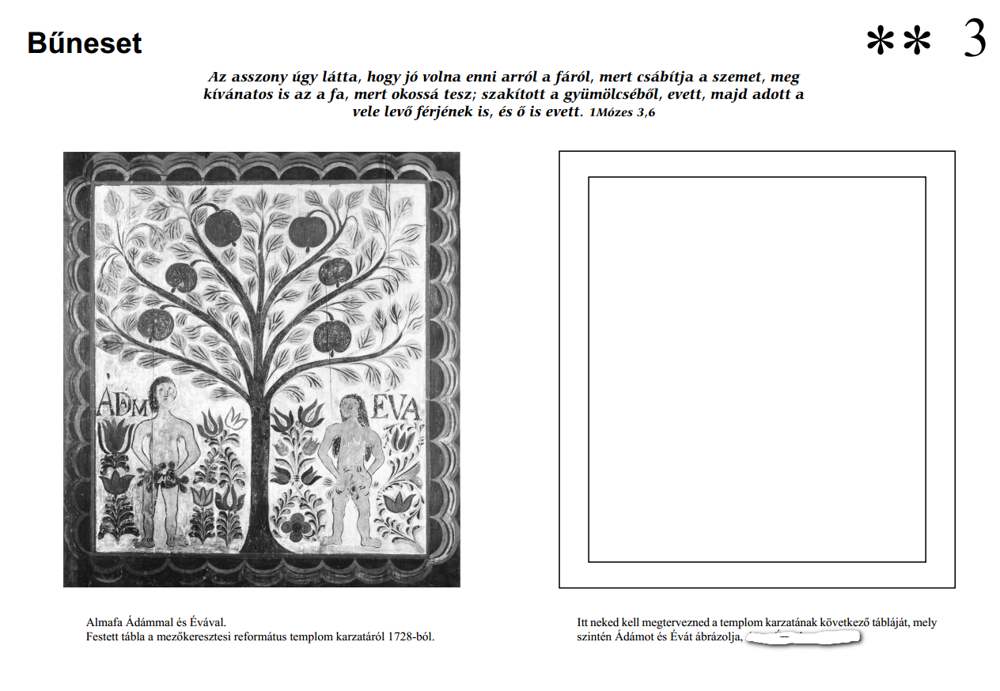 Bűneset
** 3
Az asszony úgy látta, hogy jó volna enni arról a fáról, mert csábítja a szemet, meg
kívánatos is az a fa, mert okossá tesz; szakított a gyümölcséből, evett, majd adott a
vele levő férjének is, és ő is evett. 1Mózes 3,6
ÁDÁM
ÉVA
Almafa Ádámmal és Évával.
Festett tábla a mezőkeresztesi református templom karzatáról 1728-ból.
Itt neked kell megtervezned a templom karzatának következő tábláját, mely
szintén Ádámot és Évát ábrázolja,